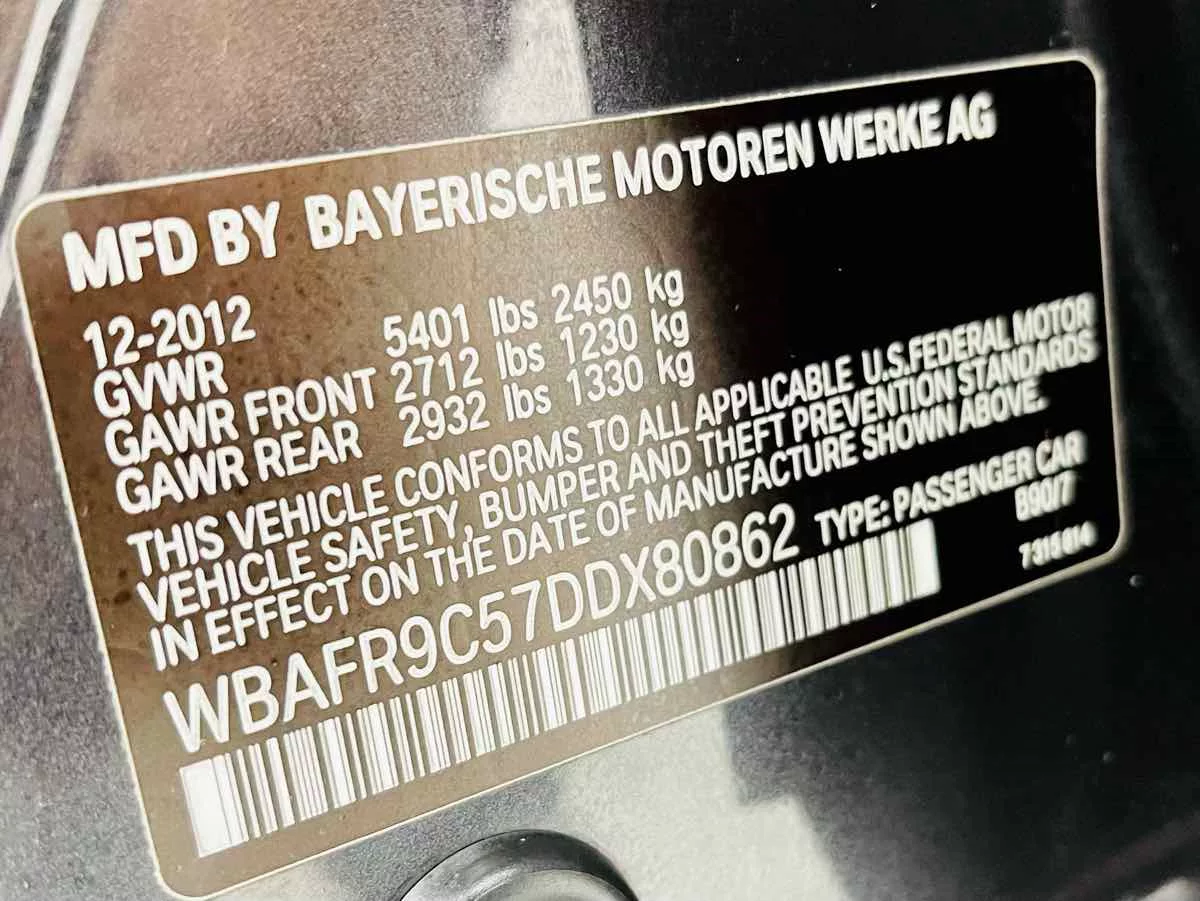 MFD BY BAYERISCHE MOTOREN WERKE AG
12-2012
GVWR 5401 lbs 2450 kg
GAWR FRONT 2712 lbs 1230 kg
GAWR REAR 2932 lbs 1330 kg
THIS VEHICLE CONFORMS TO ALL APPLICABLE U.S.FEDERAL MOTOR
VEHICLE SAFETY, BUMPER AND THEFT PREVENTION STANDARDS
IN EFFECT ON THE DATE OF MANUFACTURE SHOWN ABOVE.
WBAFR9C57DDX80862 TYPE: PASSENGER CAR
B90/7
7315614